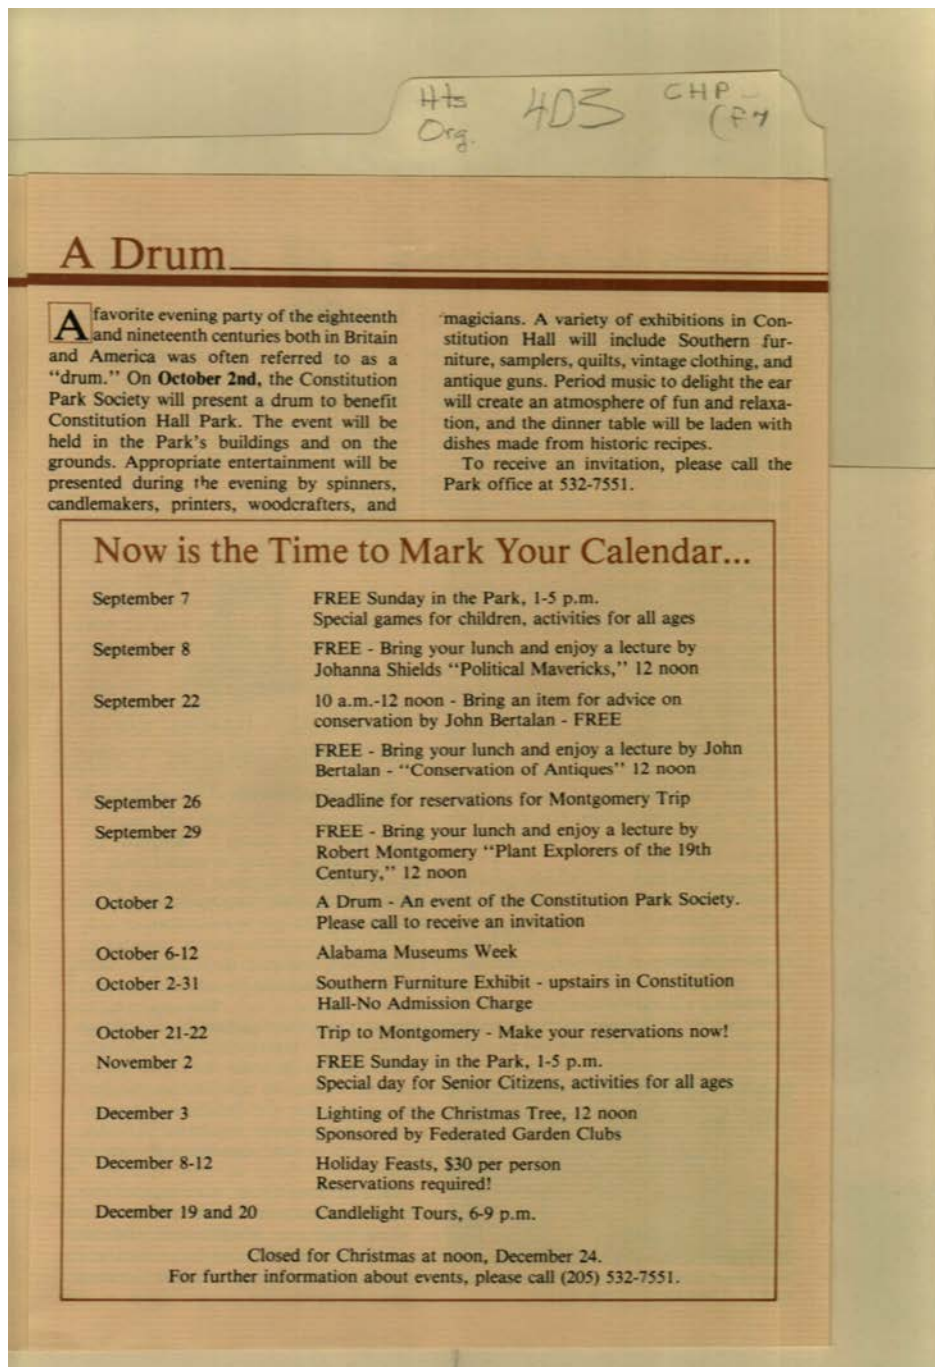 Hts 4D3 CHP
Org. (F4
A Drum
A favorite evening party of the eighteenth
and nineteenth centuries both in Britain
and America was often referred to as a
“drum.” On October 2nd, the Constitution
Park Society will present a drum to benefit
Constitution Hall Park. The event will be
held in the Park's buildings and on the
grounds. Appropriate entertainment will be
presented during the evening by spinners,
candlemakers, printers, woodcrafters, and
magicians. A variety of exhibitions in Con-
stitution Hall will include Southern fur-
niture, samplers, quilts, vintage clothing, and
antique guns. Period music to delight the ear
will create an atmosphere of fun and relaxa-
tion, and the dinner table will be laden with
dishes made from historic recipes.
To receive an invitation, please call the
Park office at 532-7551.
Now is the Time to Mark Your Calendar...
September 7 FREE Sunday in the Park, 1-5 p.m.
Special games for children, activities for all ages
September 8 FREE - Bring your lunch and enjoy a lecture by
Johanna Shields “Political Mavericks,” 12 noon
September 22 10 a.m.-12 noon - Bring an item for advice on
conservation by John Bertalan - FREE
FREE - Bring your lunch and enjoy a lecture by John
Bertalan - “Conservation of Antiques” 12 noon
September 26 Deadline for reservations for Montgomery Trip
September 29 FREE - Bring your lunch and enjoy a lecture by
Robert Montgomery “Plant Explorers of the 19th
Century,” 12 noon
October 2 A Drum - An event of the Constitution Park Society.
Please call to receive an invitation
October 6-12 Alabama Museums Week
October 2-31 Southern Furniture Exhibit - upstairs in Constitution
Hall-No Admission Charge
October 21-22 Trip to Montgomery - Make your reservations now!
November 2 FREE Sunday in the Park, 1-5 p.m.
Special day for Senior Citizens, activities for all ages
December 3 Lighting of the Christmas Tree, 12 noon
Sponsored by Federated Garden Clubs
December 8-12 Holiday Feasts, $30 per person
Reservations required!
December 19 and 20 Candlelight Tours, 6-9 p.m.
Closed for Christmas at noon, December 24.
For further information about events, please call (205) 532-7551.